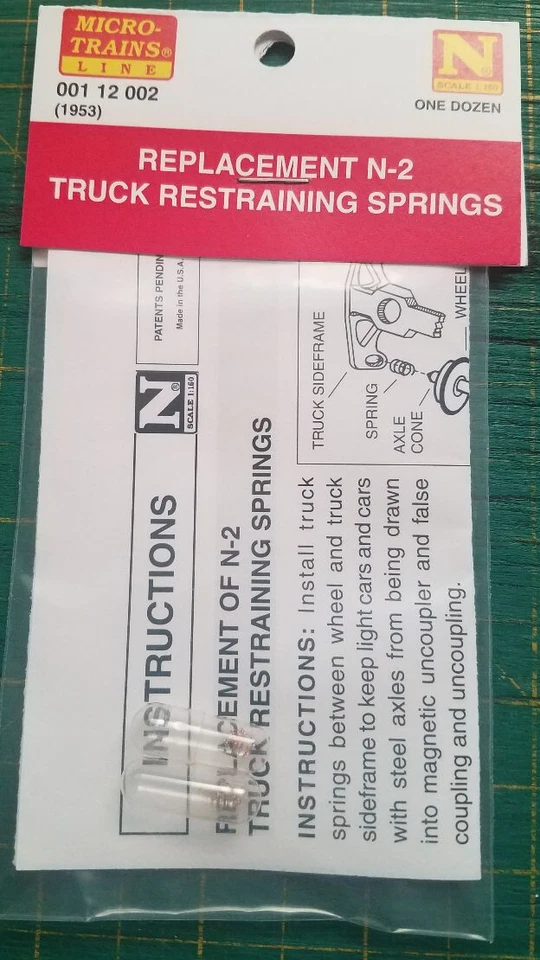 MICRO-
TRAINS®
LINE
001 12 002
(1953)
N®
SCALE 1:160
ONE DOZEN
REPLACEMENT N-2
TRUCK RESTRAINING SPRINGS
PATENTS PENDIN
Made in the U.S.A.
N®
SCALE 1:160
INSTRUCTIONS
REPLACEMENT OF N-2
TRUCK RESTRAINING SPRINGS
TRUCK SIDEFRAME
SPRING
AXLE
CONE
WHEEL
INSTRUCTIONS: Install truck
springs between wheel and truck
sideframe to keep light cars and cars
with steel axles from being drawn
into magnetic uncoupler and false
coupling and uncoupling.